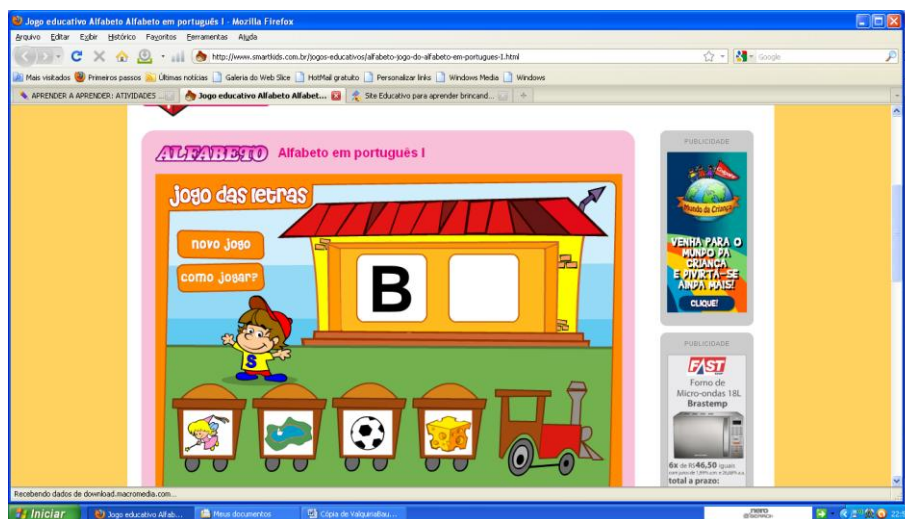 Jogo educativo Alfabeto Alfabeto em português I - Mozilla Firefox
Arquivo Editar Exibir Histórico Favoritos Ferramentas Ajuda
http://www.smartkids.com.br/jogos-educativos/alfabeto-jogo-do-alfabeto-em-portugues-I.html
Google
Mais visitados Primeiros passos Últimas notícias Galeria do Web Slice HotMail gratuito Personalizar links Windows Media Windows
APRENDER A APRENDER: ATIVIDADES ... Jogo educativo Alfabeto Alfabet... Site Educativo para aprender brincand...
PUBLICIDADE
ALFABETO Alfabeto em português I
jogo das letras
novo jogo
como jogar?
B
S
Colgate
Mundo da Criança
VENHA PARA O
MUNDO DA
CRIANÇA
E DIVIRTA-SE
AINDA MAIS!
CLIQUE!
PUBLICIDADE
FAST
Forno de
Micro-ondas 18L
Brastemp
6x de R$46,50 iguais
total a prazo:
Recebendo dados de download.macromedia.com...
Iniciar Jogo educativo Alfab... Meus documentos Cópia de ValquiriaBau...
nero